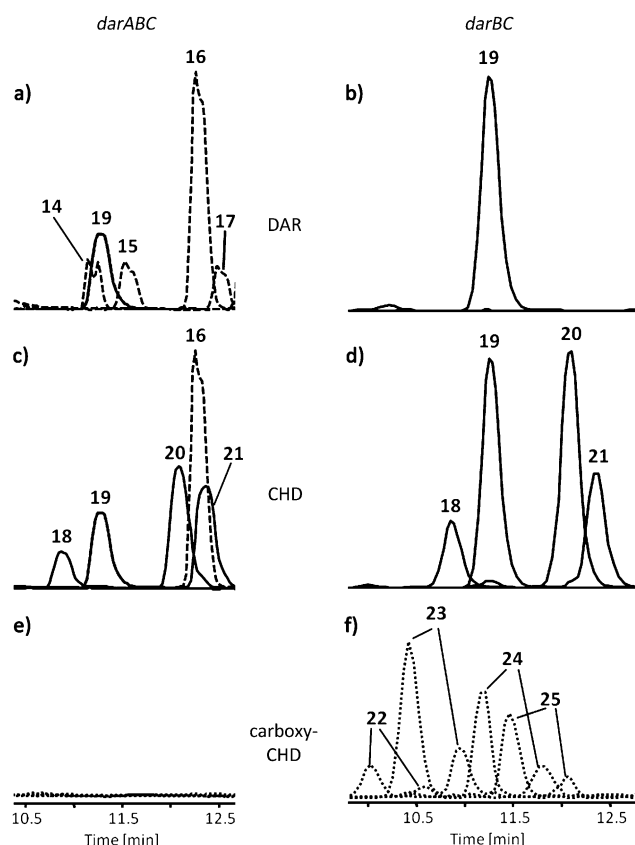 darABC
darBC
a)
16
14
19
15
17
DAR
b)
19
c)
16
20
21
19
18
CHD
d)
19
20
21
18
e)
carboxy-
CHD
f)
23
24
25
22
10.5 11.5 12.5
Time [min]
10.5 11.5 12.5
Time [min]